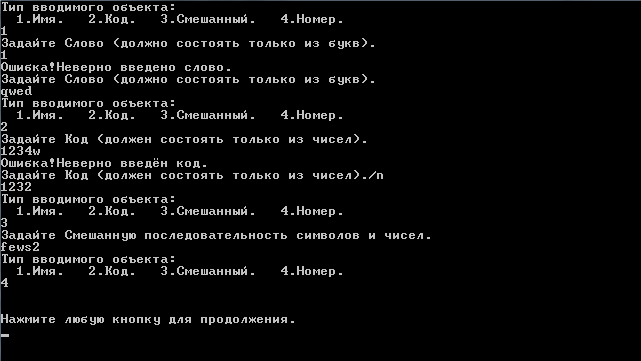 Тип вводимого объекта:
1.Имя. 2.Код. 3.Смешанный. 4.Номер.
1
Задайте Слово (должно состоять только из букв).
1
Ошибка!Неверно введено слово.
Задайте Слово (должно состоять только из букв).
qwed
Тип вводимого объекта:
1.Имя. 2.Код. 3.Смешанный. 4.Номер.
2
Задайте Код (должен состоять только из чисел).
1234w
Ошибка!Неверно введён код.
Задайте Код (должен состоять только из чисел)./n
1232
Тип вводимого объекта:
1.Имя. 2.Код. 3.Смешанный. 4.Номер.
3
Задайте Смешанную последовательность символов и чисел.
fews2
Тип вводимого объекта:
1.Имя. 2.Код. 3.Смешанный. 4.Номер.
4
Нажмите любую кнопку для продолжения.